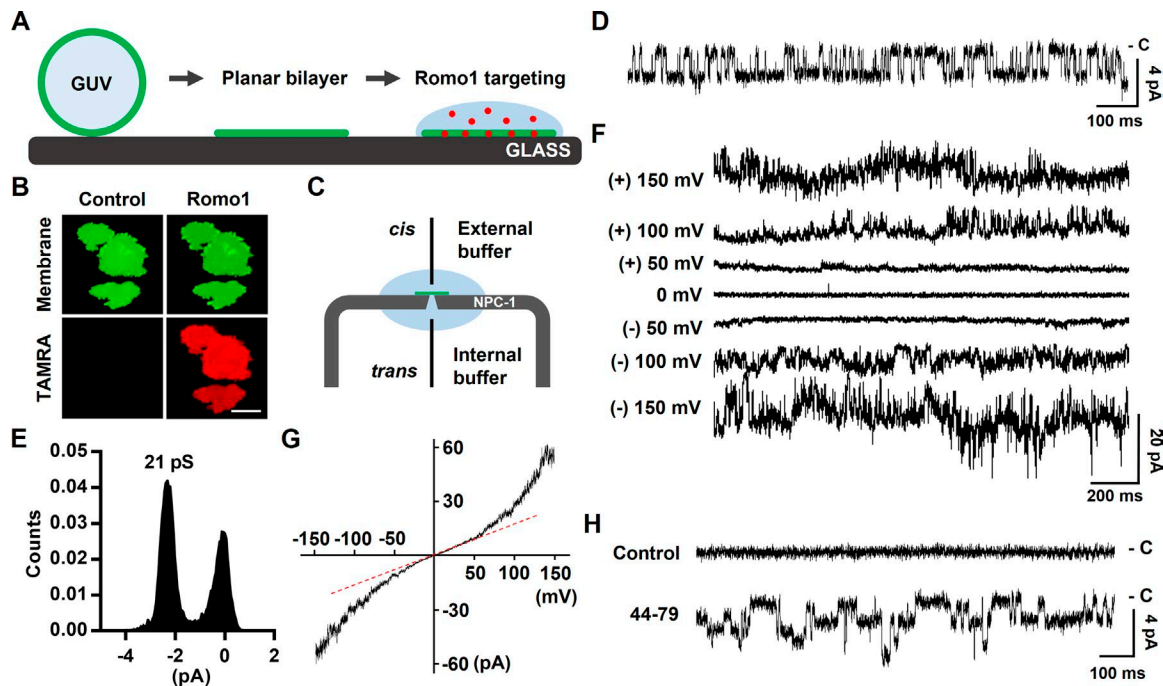 A
GUV
Planar bilayer
Romo1 targeting
GLASS
B
Control
Romo1
Membrane
TAMRA
C
cis
External
buffer
NPC-1
trans
Internal
buffer
D
- C
4 pA
100 ms
E
21 pS
0.05
0.04
0.03
0.02
0.01
0.00
Counts
-4
-2
0
2
(pA)
F
(+) 150 mV
(+) 100 mV
(+) 50 mV
0 mV
(-) 50 mV
(-) 100 mV
(-) 150 mV
20 pA
200 ms
G
60
30
-150
-100
-50
50
100
150
(mV)
-30
-60 (pA)
H
Control
- C
44-79
- C
4 pA
100 ms